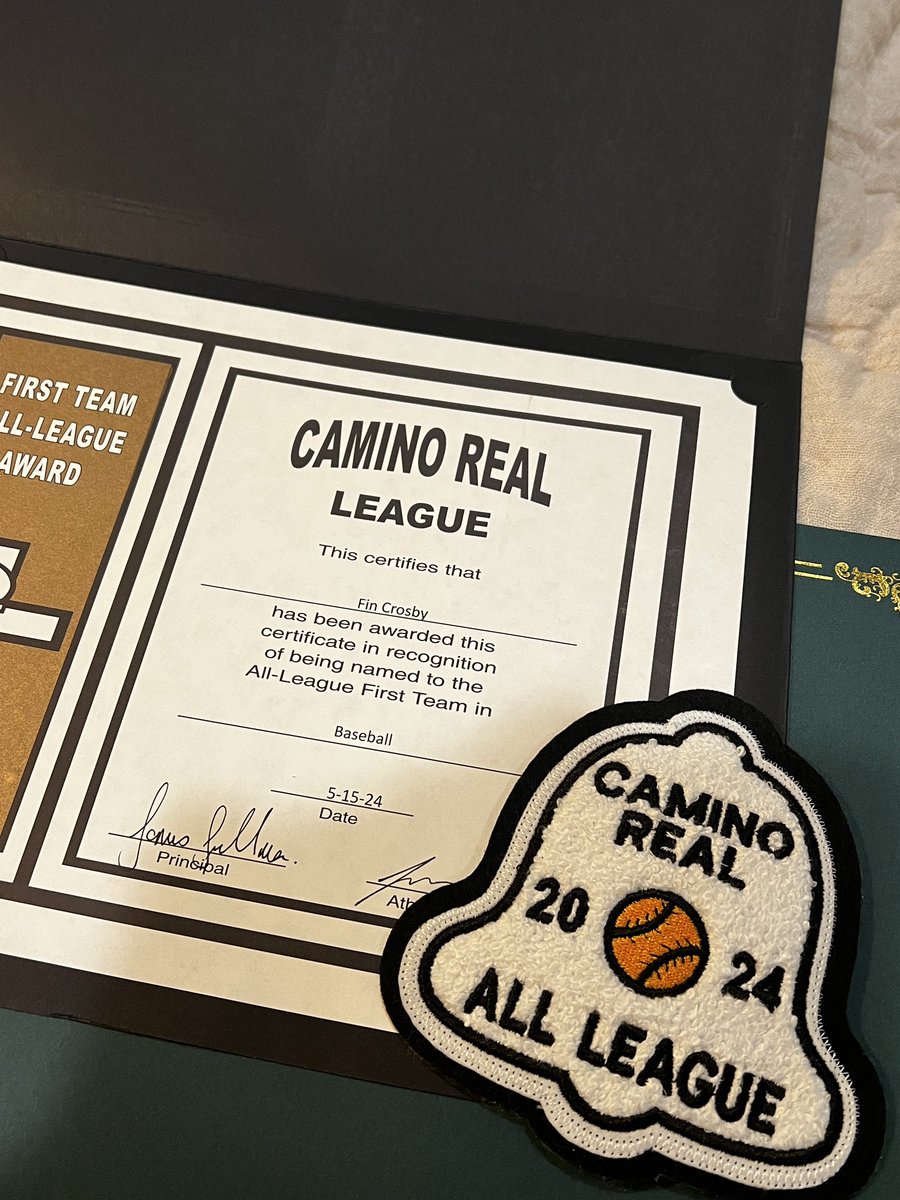 FIRST TEAM
LL-LEAGUE
AWARD
CAMINO REAL
LEAGUE
This certifies that
Fin Crosby
has been awarded this
certificate in recognition
of being named to the
All-League First Team in
Baseball
5-15-24
Date
Principal
Ath
CAMINO
REAL
20 24
ALL LEAGUE